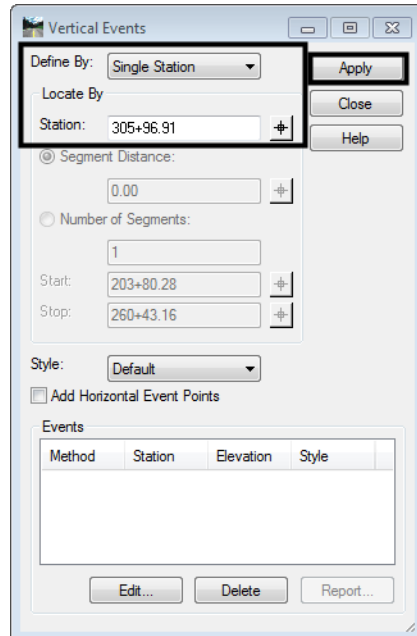 Vertical Events
Define By: Single Station
Apply
Locate By
Close
Station: 305+96.91
Help
Segment Distance:
0.00
Number of Segments:
1
Start: 203+80.28
Stop: 260+43.16
Style: Default
Add Horizontal Event Points
Events
Method Station Elevation Style
Edit... Delete Report...